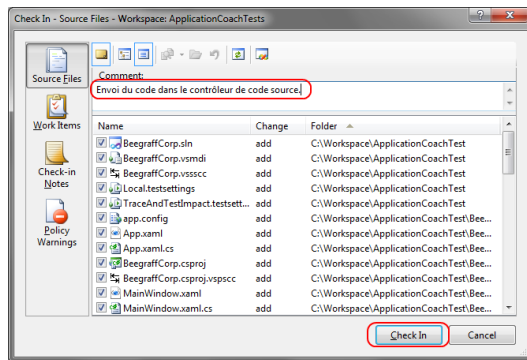 Check In - Source Files - Workspace: ApplicationCoachTests
Source Files
Work Items
Check-in Notes
Policy Warnings
Comment:
Envoi du code dans le contrôleur de code source.
Name Change Folder
BeegraffCorp.sln add C:\Workspace\ApplicationCoachTest
BeegraffCorp.vsmdi add C:\Workspace\ApplicationCoachTest
BeegraffCorp.vssscc add C:\Workspace\ApplicationCoachTest
Local.testsettings add C:\Workspace\ApplicationCoachTest
TraceAndTestImpact.testsett... add C:\Workspace\ApplicationCoachTest
app.config add C:\Workspace\ApplicationCoachTest\Bee...
App.xaml add C:\Workspace\ApplicationCoachTest\Bee...
App.xaml.cs add C:\Workspace\ApplicationCoachTest\Bee...
BeegraffCorp.csproj add C:\Workspace\ApplicationCoachTest\Bee...
BeegraffCorp.csproj.vspscc add C:\Workspace\ApplicationCoachTest\Bee...
MainWindow.xaml add C:\Workspace\ApplicationCoachTest\Bee...
MainWindow.xaml.cs add C:\Workspace\ApplicationCoachTest\Bee...
Check In Cancel